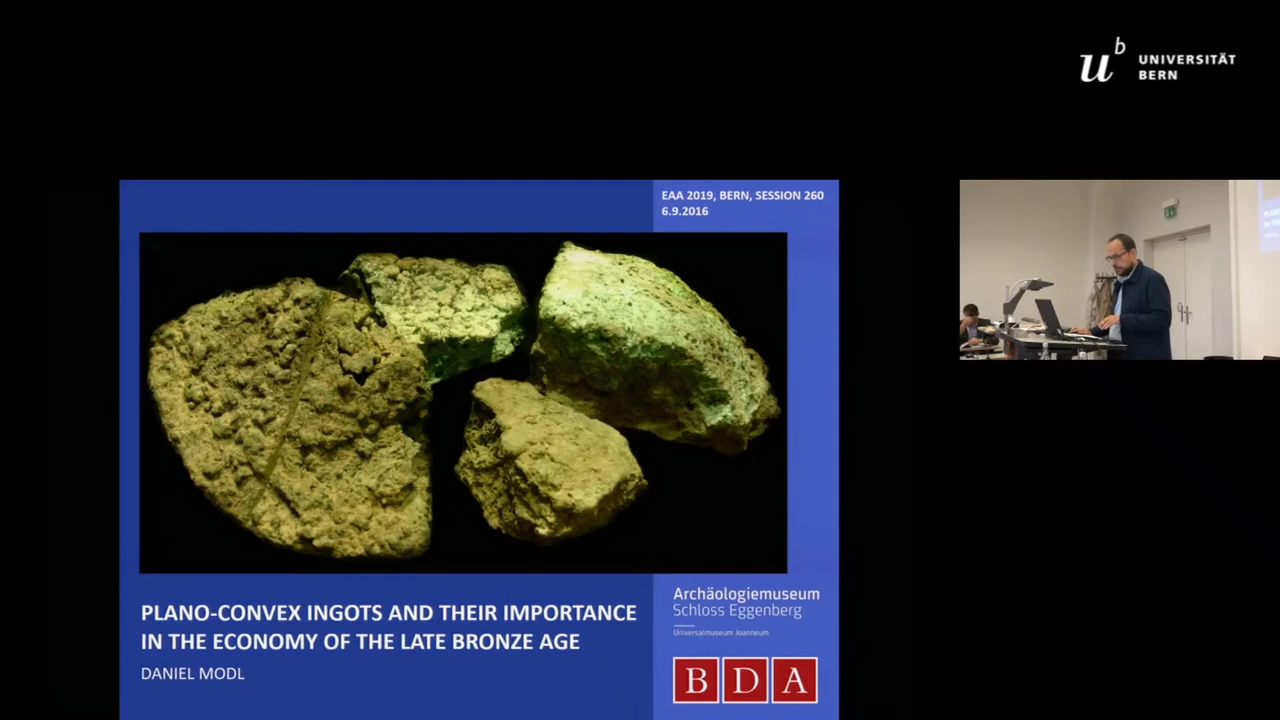 u^b UNIVERSITÄT
BERN
EAA 2019, BERN, SESSION 260
6.9.2016
PLANO-CONVEX INGOTS AND THEIR IMPORTANCE
IN THE ECONOMY OF THE LATE BRONZE AGE
DANIEL MODL
Archäologiemuseum
Schloss Eggenberg
Universalmuseum Joanneum
B D A